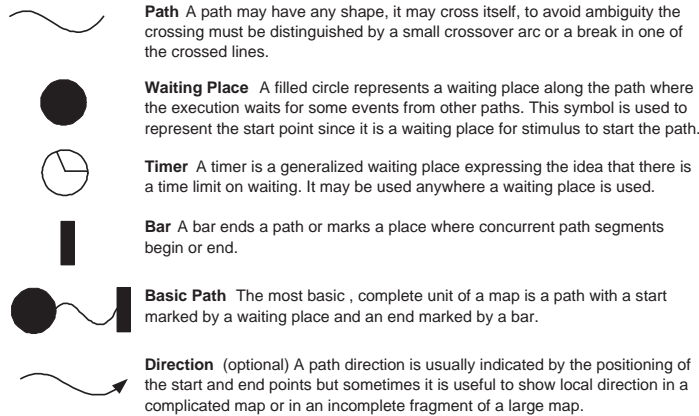 Path A path may have any shape, it may cross itself, to avoid ambiguity the
crossing must be distinguished by a small crossover arc or a break in one of
the crossed lines.
Waiting Place A filled circle represents a waiting place along the path where
the execution waits for some events from other paths. This symbol is used to
represent the start point since it is a waiting place for stimulus to start the path.
Timer A timer is a generalized waiting place expressing the idea that there is
a time limit on waiting. It may be used anywhere a waiting place is used.
Bar A bar ends a path or marks a place where concurrent path segments
begin or end.
Basic Path The most basic , complete unit of a map is a path with a start
marked by a waiting place and an end marked by a bar.
Direction (optional) A path direction is usually indicated by the positioning of
the start and end points but sometimes it is useful to show local direction in a
complicated map or in an incomplete fragment of a large map.